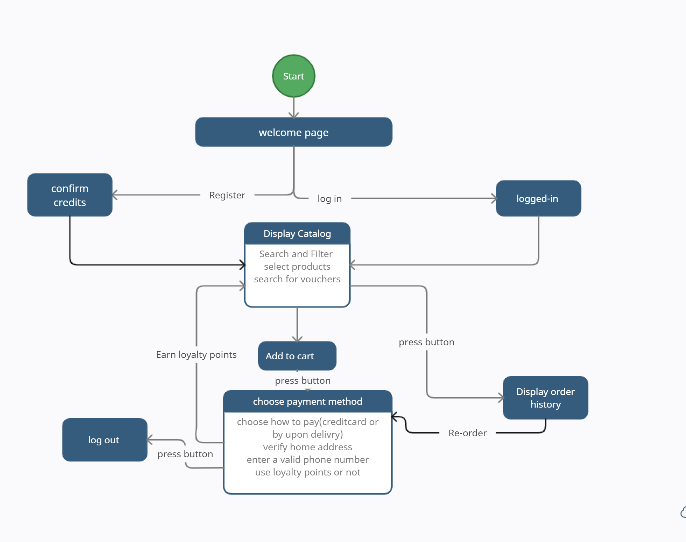 Start
welcome page
confirm
credits
Register
log in
logged-in
Display Catalog
Search and Filter
select products
search for vouchers
Earn loyalty points
Add to cart
press button
press button
choose payment method
choose how to pay(creditcard or
by upon delivry)
verify home address
enter a valid phone number
use loyalty points or not
Display order
history
Re-order
log out
press button